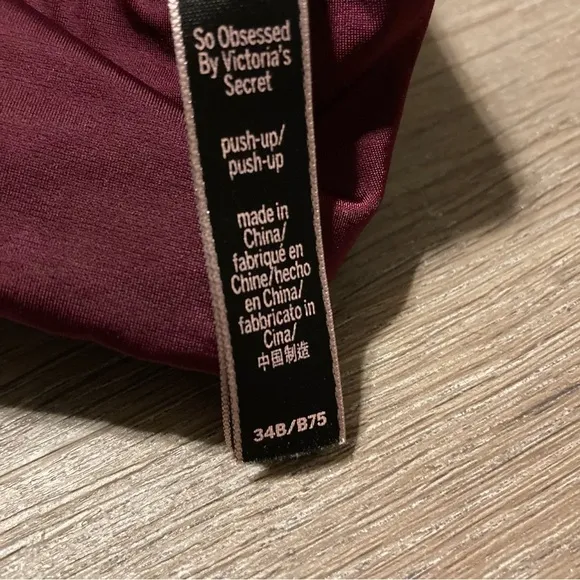 So Obsessed
By Victoria's
Secret
push-up/
push-up
made in
China/
fabriqué en
Chine/hecho
en China/
fabbricato in
Cina/
中国制造
34B/B75